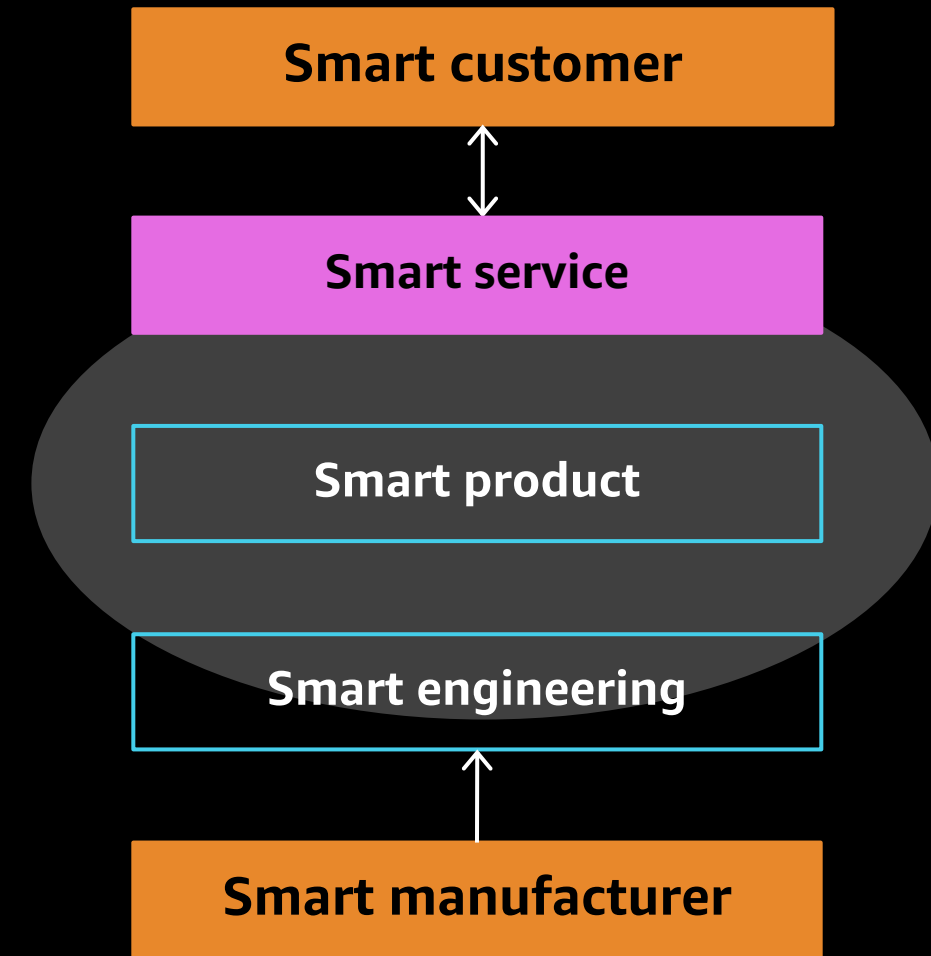 Smart customer
Smart service
Smart product
Smart engineering
Smart manufacturer